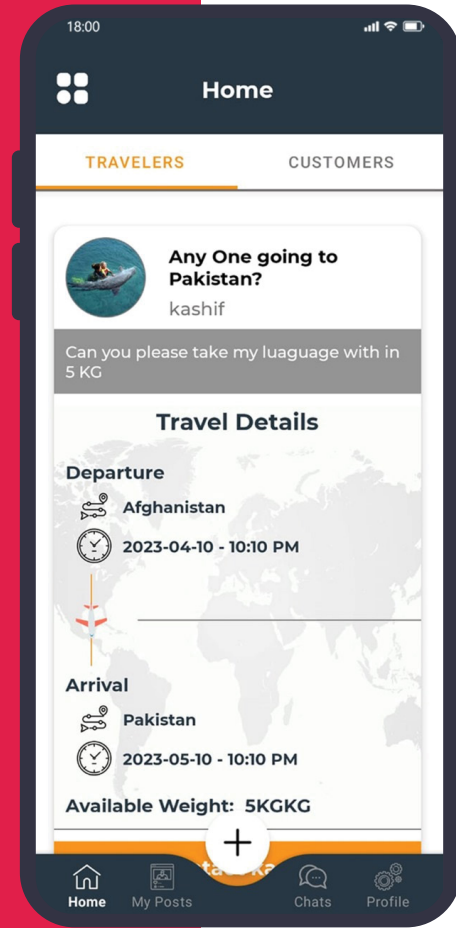 18:00
Home
TRAVELERS
CUSTOMERS
Any One going to
Pakistan?
kashif
Can you please take my luaguage with in
5 KG
Travel Details
Departure
Afghanistan
2023-04-10 - 10:10 PM
Arrival
Pakistan
2023-05-10 - 10:10 PM
Available Weight: 5KGKG
Home
My Posts
Chats
Profile